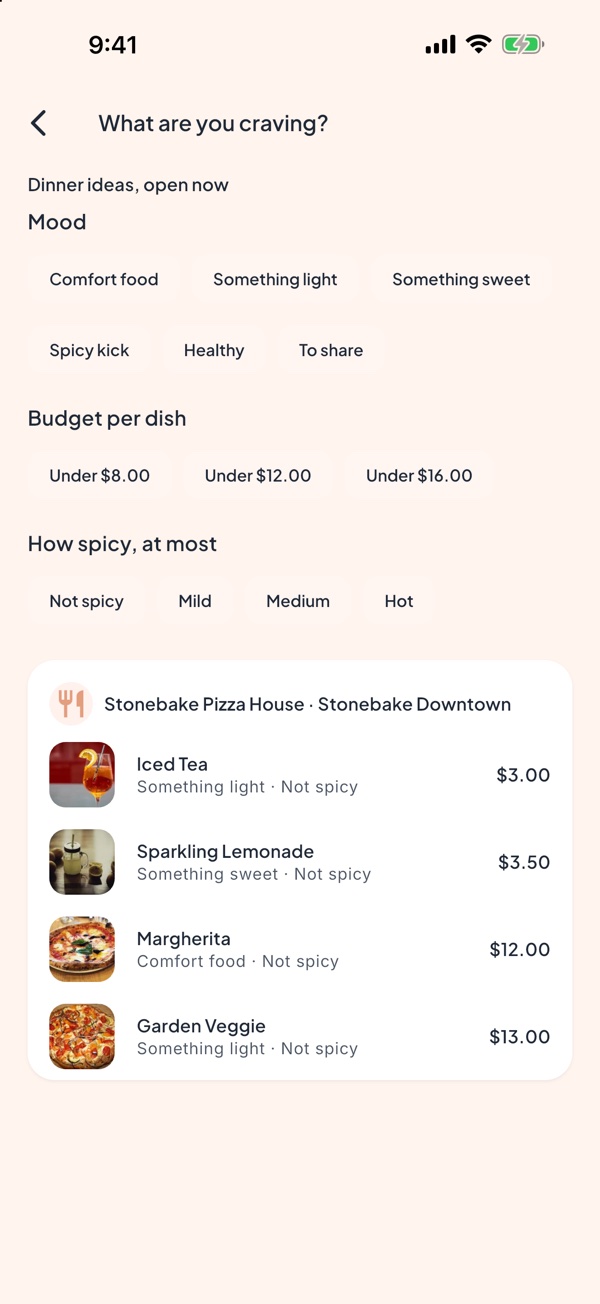 9:41
What are you craving?
Dinner ideas, open now
Mood
Comfort food Something light Something sweet
Spicy kick Healthy To share
Budget per dish
Under $8.00 Under $12.00 Under $16.00
How spicy, at most
Not spicy Mild Medium Hot
Stonebake Pizza House · Stonebake Downtown
Iced Tea
Something light · Not spicy
$3.00
Sparkling Lemonade
Something sweet · Not spicy
$3.50
Margherita
Comfort food · Not spicy
$12.00
Garden Veggie
Something light · Not spicy
$13.00